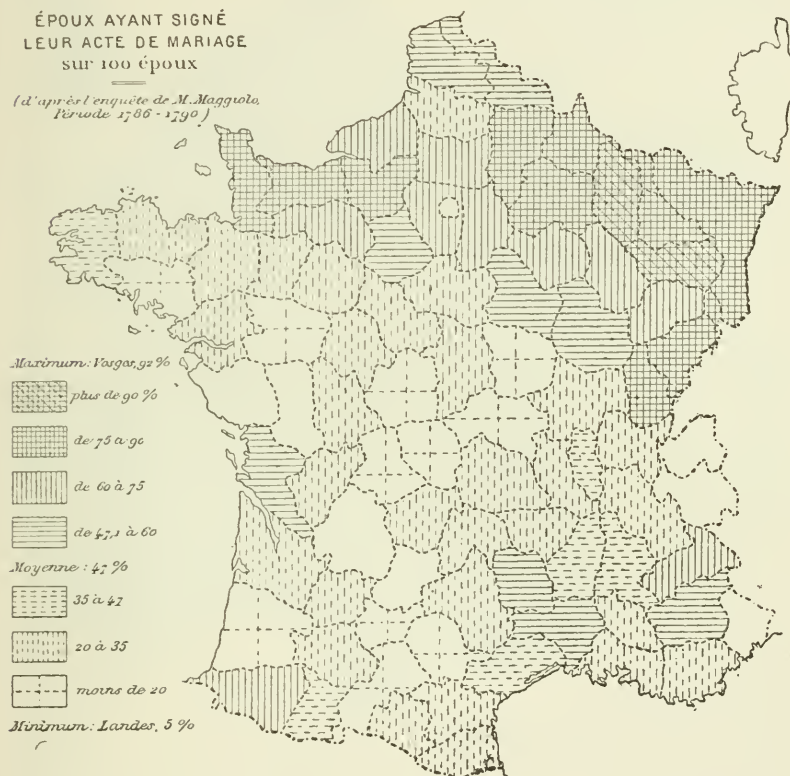 ÉPOUX AYANT SIGNÉ
LEUR ACTE DE MARIAGE
sur 100 époux
(d'après l'enquête de M. Maggiolo,
Période 1786-1790)
Maximum: Vosges, 92 %
plus de 90 %
de 75 à 90
de 60 à 75
de 47,1 à 60
Moyenne: 47 %
35 à 47
20 à 35
moins de 20
Minimum: Landes, 5 %